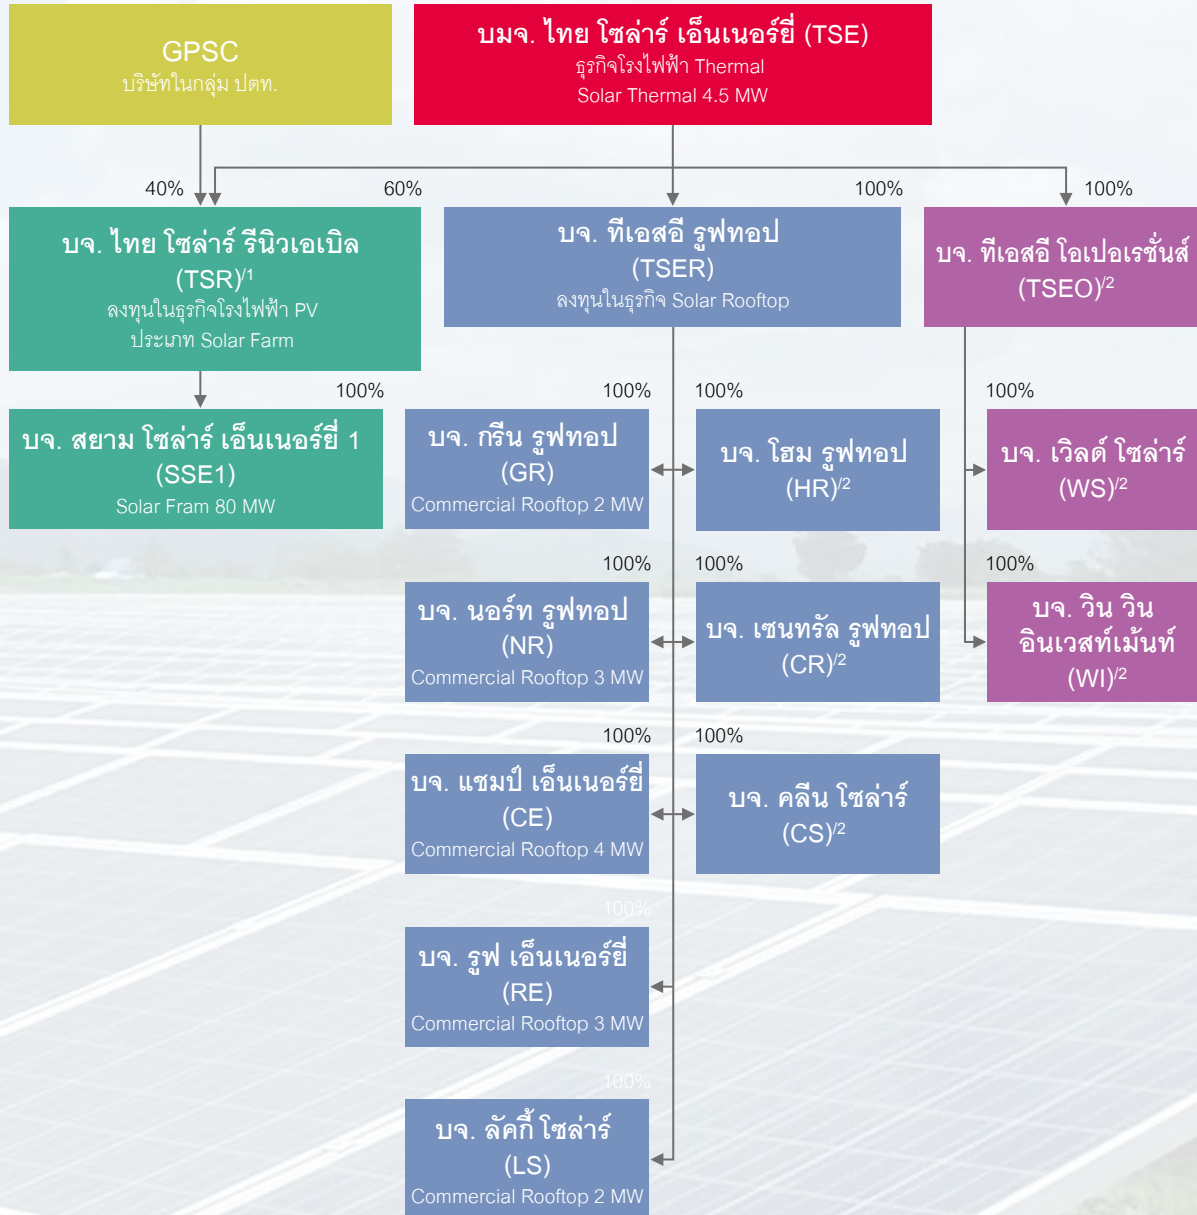 GPSC
บริษัทในกลุ่ม ปตท.
บมจ. ไทย โซล่าร์ เอ็นเนอร์ยี่ (TSE)
ธุรกิจโรงไฟฟ้า Thermal
Solar Thermal 4.5 MW
40%
60%
100%
100%
บจ. ไทย โซล่าร์ รีนิวเอเบิล
(TSR)/1
ลงทุนในธุรกิจโรงไฟฟ้า PV
ประเภท Solar Farm
บจ. ทีเอสอี รูฟทอป
(TSER)
ลงทุนในธุรกิจ Solar Rooftop
บจ. ทีเอสอี โอเปอเรชั่นส์
(TSEO)/2
100%
100%
100%
100%
บจ. สยาม โซล่าร์ เอ็นเนอร์ยี่ 1
(SSE1)
Solar Fram 80 MW
บจ. กรีน รูฟทอป
(GR)
Commercial Rooftop 2 MW
บจ. โฮม รูฟทอป
(HR)/2
บจ. เวิลด์ โซล่าร์
(WS)/2
100%
100%
100%
บจ. นอร์ท รูฟทอป
(NR)
Commercial Rooftop 3 MW
บจ. เซนทรัล รูฟทอป
(CR)/2
บจ. วิน วิน
อินเวสท์เม้นท์
(WI)/2
100%
100%
บจ. แชมป์ เอ็นเนอร์ยี่
(CE)
Commercial Rooftop 4 MW
บจ. คลีน โซล่าร์
(CS)/2
100%
บจ. รูฟ เอ็นเนอร์ยี่
(RE)
Commercial Rooftop 3 MW
100%
บจ. ลัคกี้ โซล่าร์
(LS)
Commercial Rooftop 2 MW